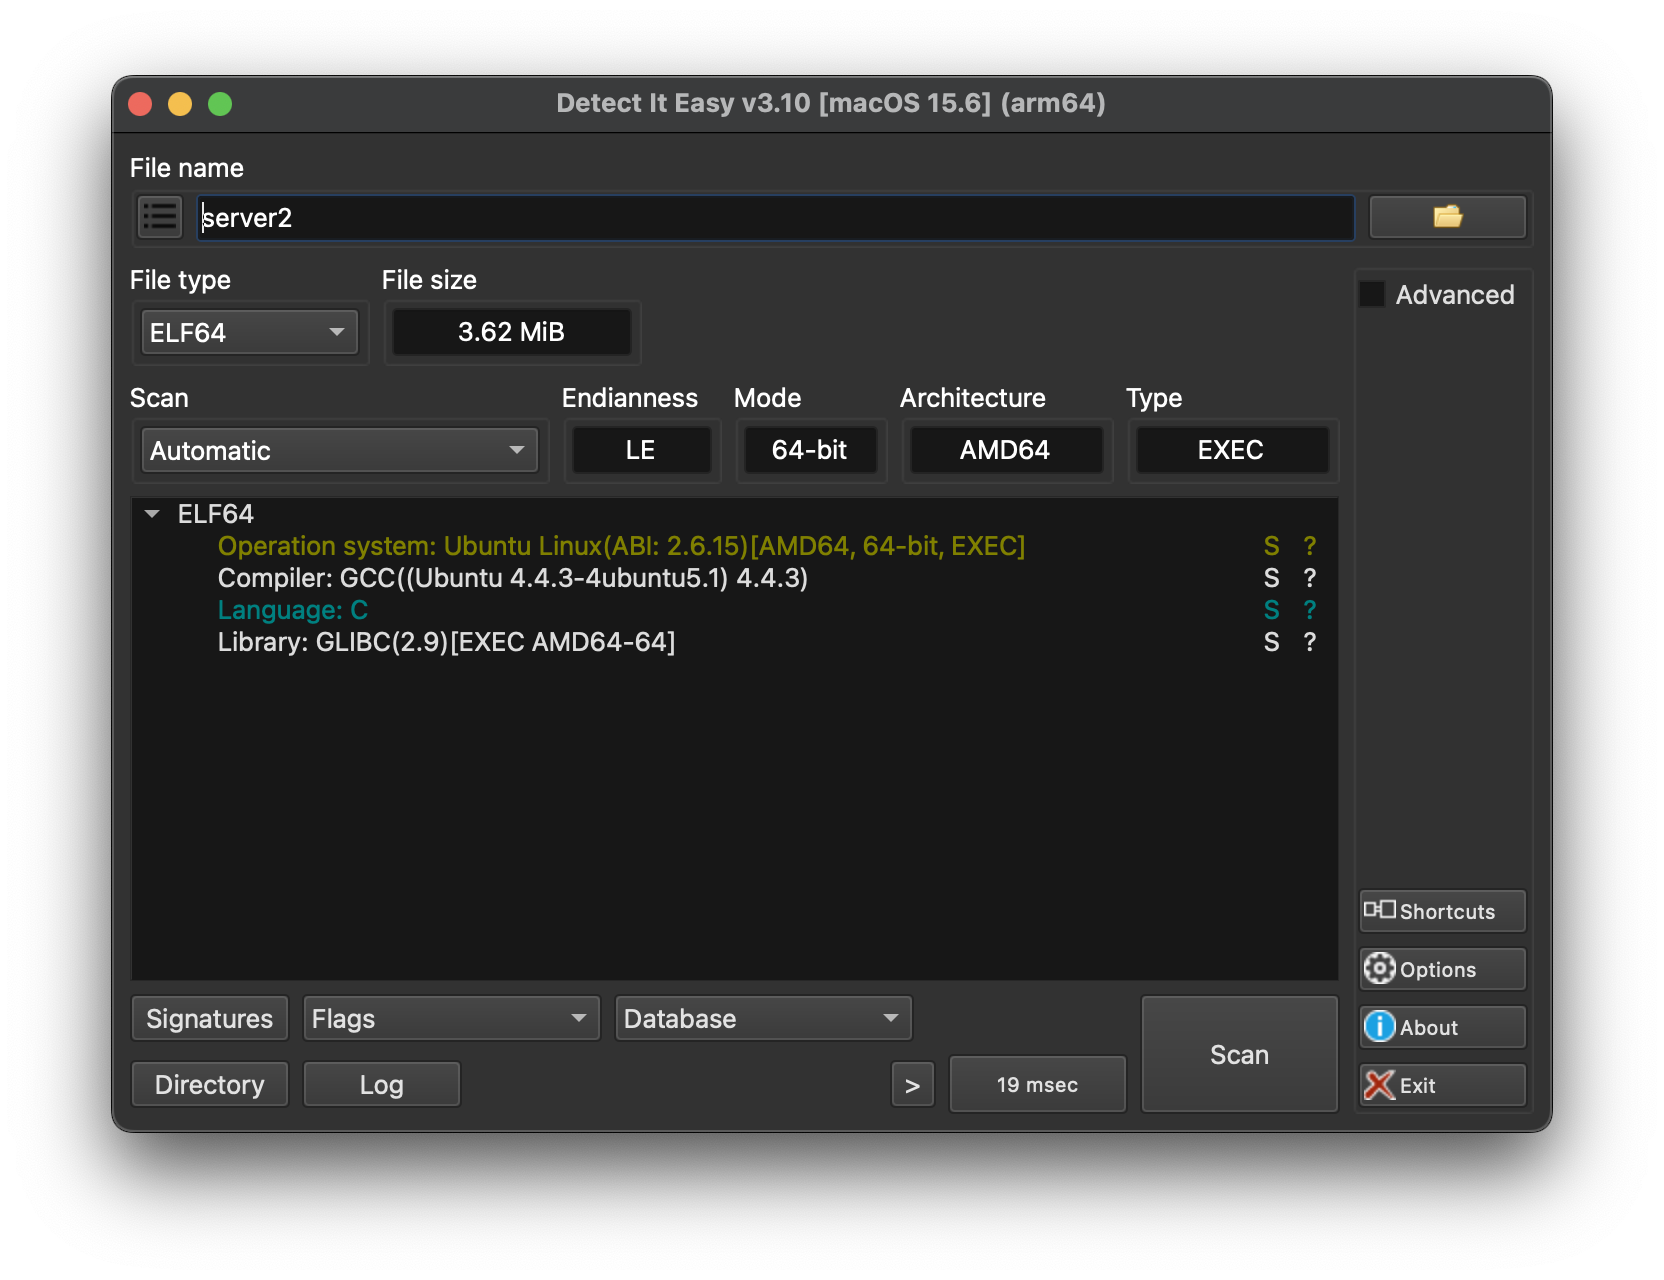 Detect It Easy v3.10 [macOS 15.6] (arm64)
File name
server2
File type
File size
Advanced
ELF64
3.62 MiB
Scan
Endianness
Mode
Architecture
Type
Automatic
LE
64-bit
AMD64
EXEC
ELF64
Operation system: Ubuntu Linux(ABI: 2.6.15)[AMD64, 64-bit, EXEC] S ?
Compiler: GCC((Ubuntu 4.4.3-4ubuntu5.1) 4.4.3) S ?
Language: C S ?
Library: GLIBC(2.9)[EXEC AMD64-64] S ?
Shortcuts
Options
About
Exit
Signatures
Flags
Database
Scan
Directory
Log
>
19 msec